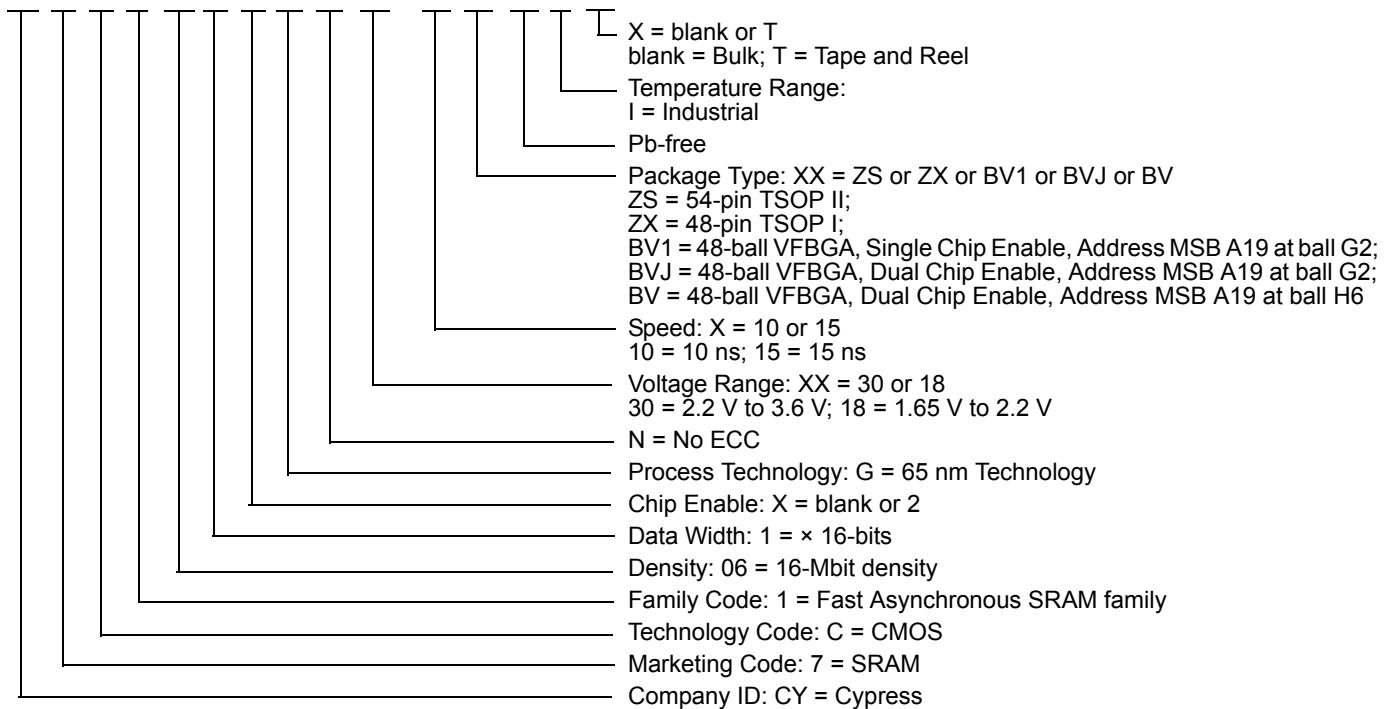 X = blank or T
blank = Bulk; T = Tape and Reel
Temperature Range:
I = Industrial
Pb-free
Package Type: XX = ZS or ZX or BV1 or BVJ or BV
ZS = 54-pin TSOP II;
ZX = 48-pin TSOP I;
BV1 = 48-ball VFBGA, Single Chip Enable, Address MSB A19 at ball G2;
BVJ = 48-ball VFBGA, Dual Chip Enable, Address MSB A19 at ball G2;
BV = 48-ball VFBGA, Dual Chip Enable, Address MSB A19 at ball H6
Speed: X = 10 or 15
10 = 10 ns; 15 = 15 ns
Voltage Range: XX = 30 or 18
30 = 2.2 V to 3.6 V; 18 = 1.65 V to 2.2 V
N = No ECC
Process Technology: G = 65 nm Technology
Chip Enable: X = blank or 2
Data Width: 1 = × 16-bits
Density: 06 = 16-Mbit density
Family Code: 1 = Fast Asynchronous SRAM family
Technology Code: C = CMOS
Marketing Code: 7 = SRAM
Company ID: CY = Cypress